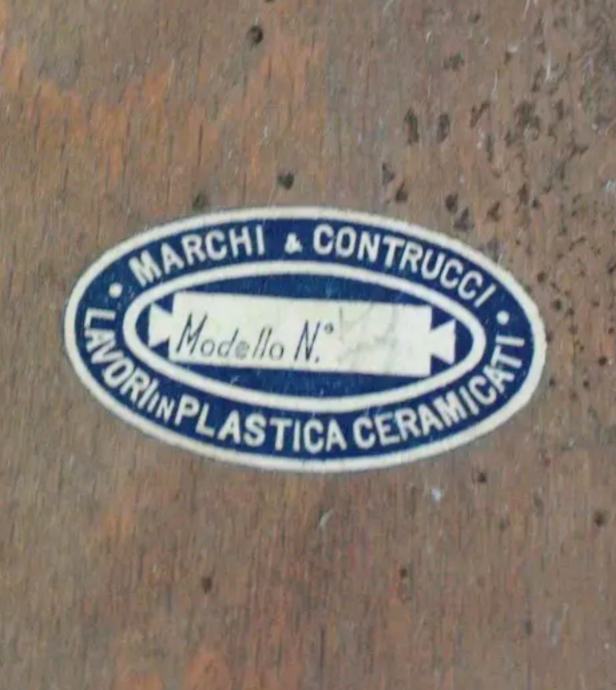 MARCHI & CONTRUCCI
Modello N.°
LAVORI IN PLASTICA CERAMICATI